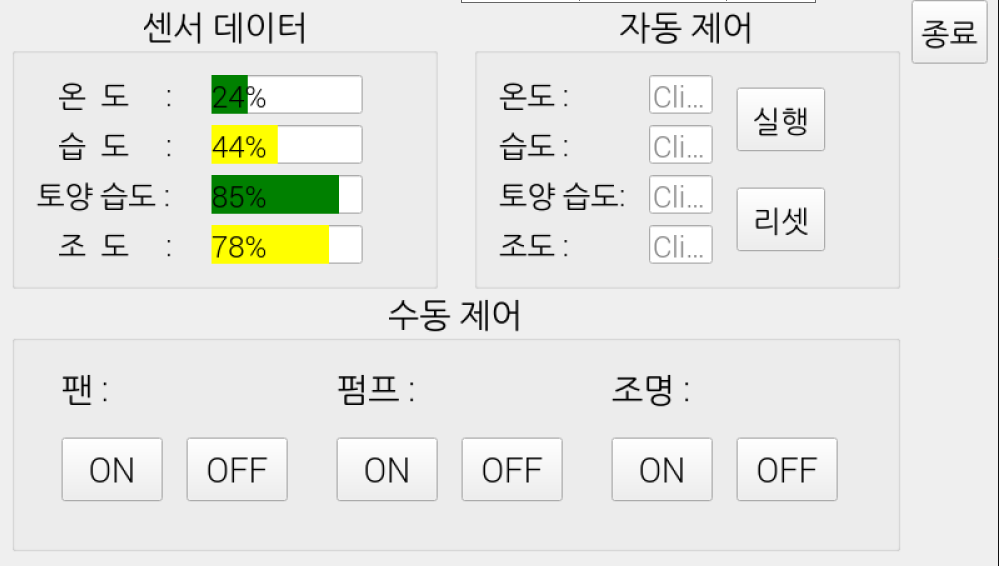 센서 데이터
자동 제어
종료
온 도 :
24%
습 도 :
44%
토양 습도 :
85%
조 도 :
78%
온도 :
Cli...
습도 :
Cli...
토양 습도:
Cli...
조도 :
Cli...
실행
리셋
수동 제어
팬 :
펌프 :
조명 :
ON
OFF
ON
OFF
ON
OFF